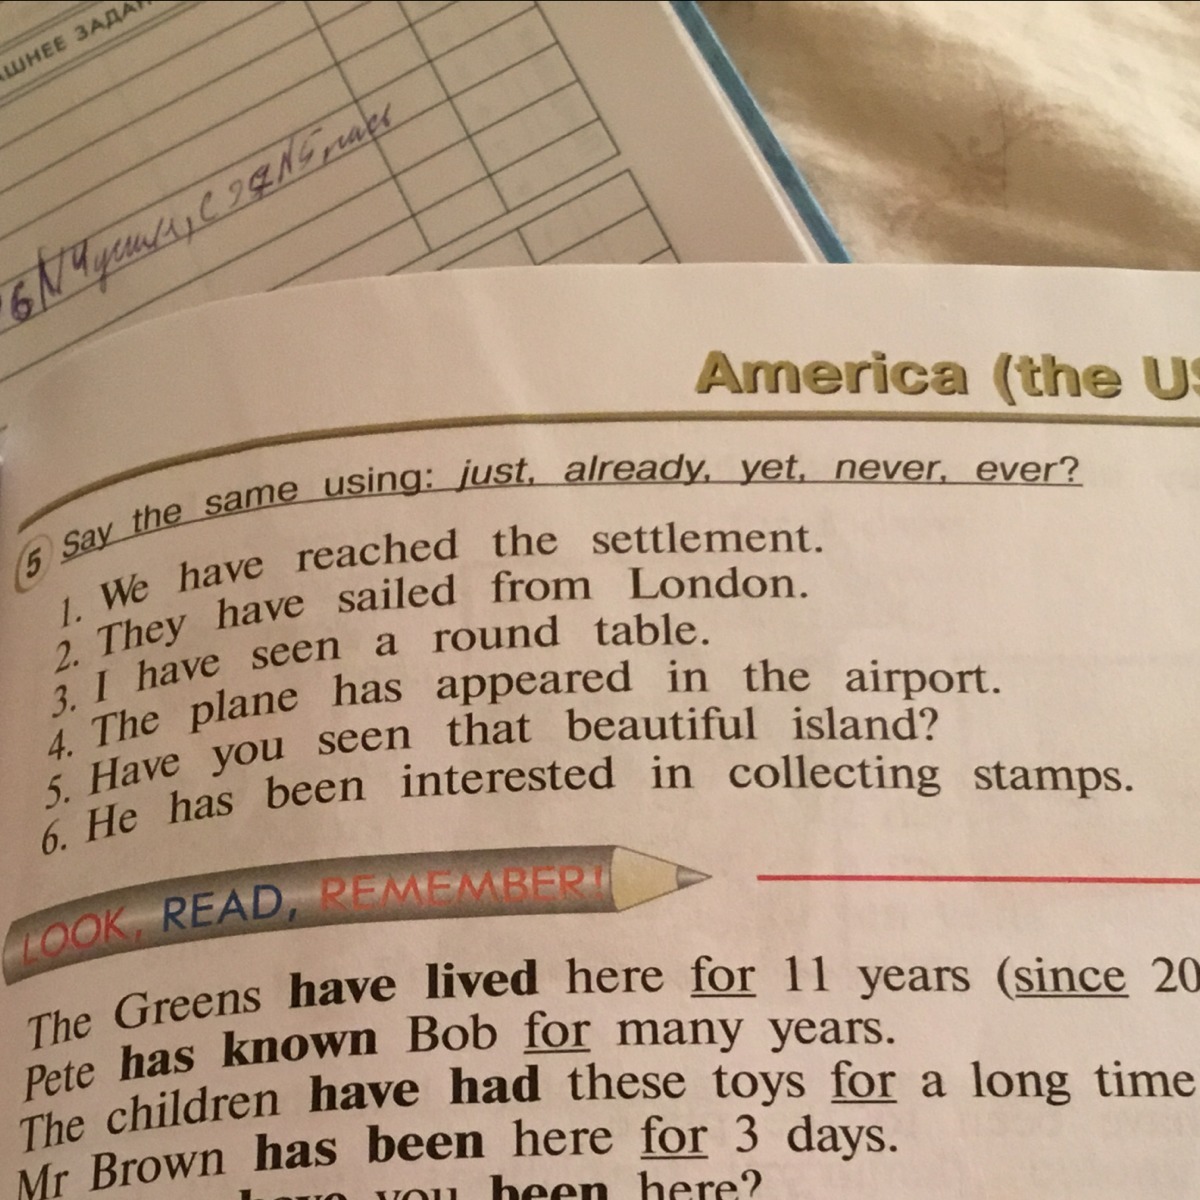 America (the
5 Say the same using: just, already, yet, never, ever?
1. We have reached the settlement.
2. They have sailed from London.
3. I have seen a round table.
4. The plane has appeared in the airport.
5. Have you seen that beautiful island?
6. He has been interested in collecting stamps.
LOOK, READ, REMEMBER!
The Greens have lived here for 11 years (since 20
Pete has known Bob for many years.
The children have had these toys for a long time
Mr Brown has been here for 3 days.
you been here?